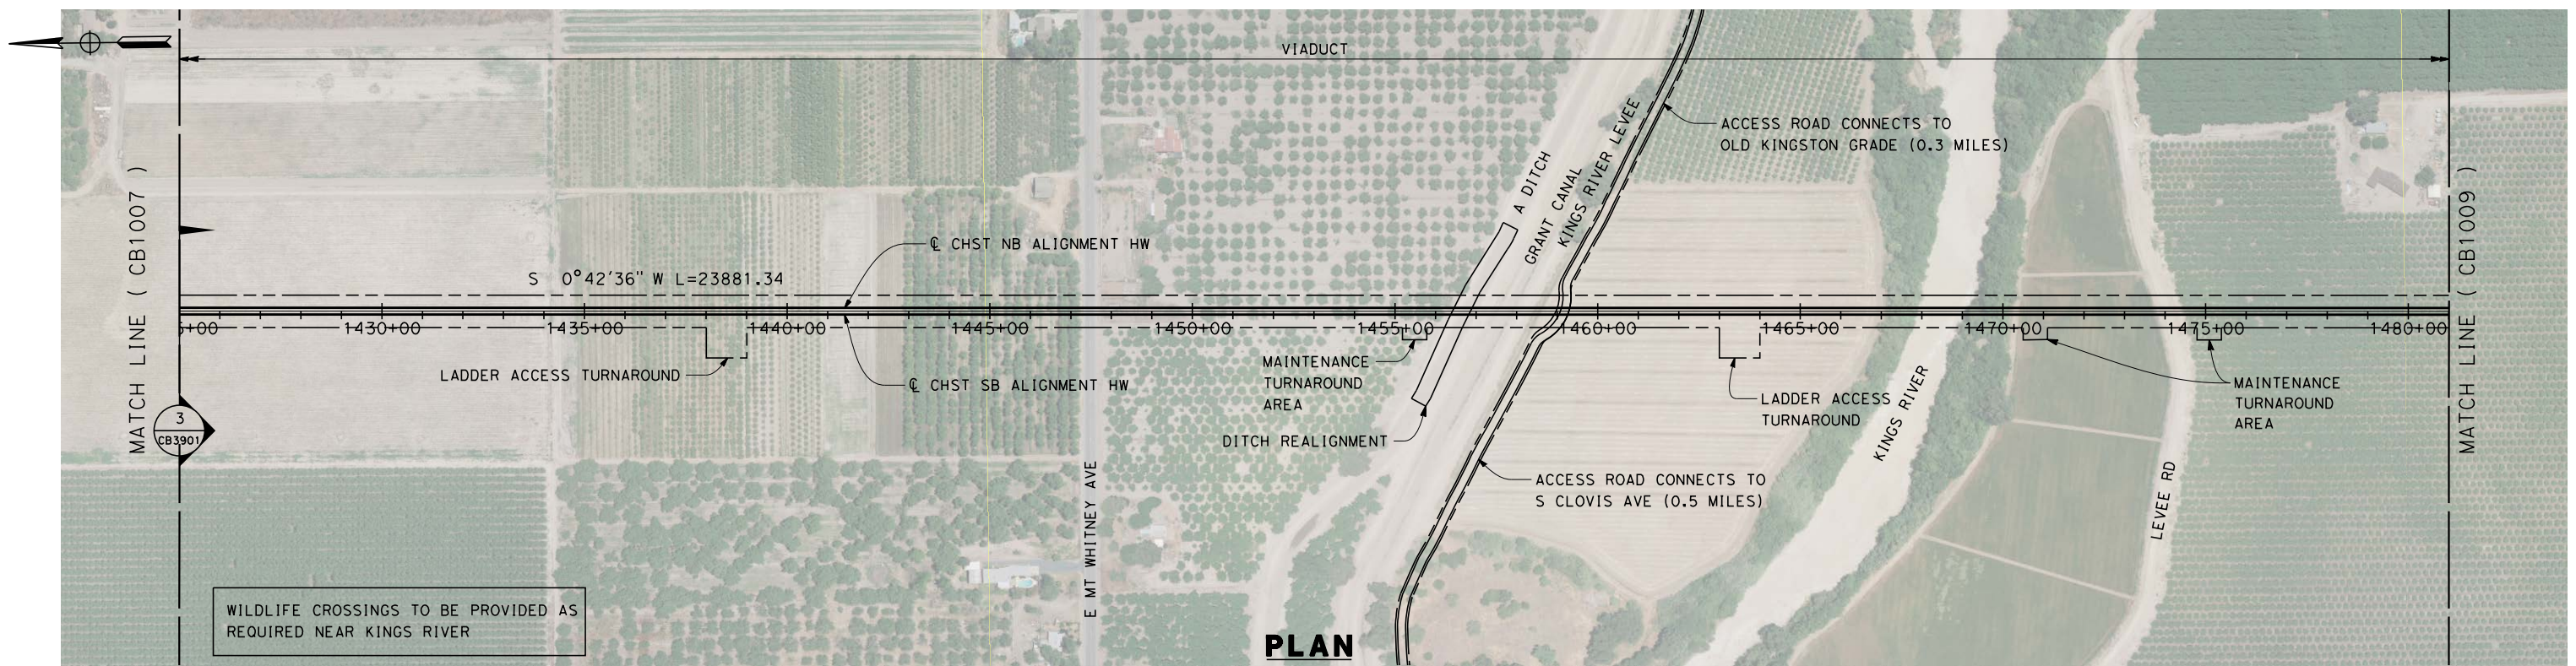 VIADUCT
ACCESS ROAD CONNECTS TO
OLD KINGSTON GRADE (0.3 MILES)
A DITCH
GRANT CANAL
KINGS RIVER LEVEE
MATCH LINE ( CB1007 )
MATCH LINE ( CB1009 )
℄ CHST NB ALIGNMENT HW
S 0°42'36" W L=23881.34
5+00
1430+00
1435+00
1440+00
1445+00
1450+00
1455+00
1460+00
1465+00
1470+00
1475+00
1480+00
LADDER ACCESS TURNAROUND
℄ CHST SB ALIGNMENT HW
MAINTENANCE
TURNAROUND
AREA
LADDER ACCESS
TURNAROUND
KINGS RIVER
MAINTENANCE
TURNAROUND
AREA
3
CB3901
DITCH REALIGNMENT
ACCESS ROAD CONNECTS TO
S CLOVIS AVE (0.5 MILES)
E MT WHITNEY AVE
LEVEE RD
WILDLIFE CROSSINGS TO BE PROVIDED AS
REQUIRED NEAR KINGS RIVER
PLAN